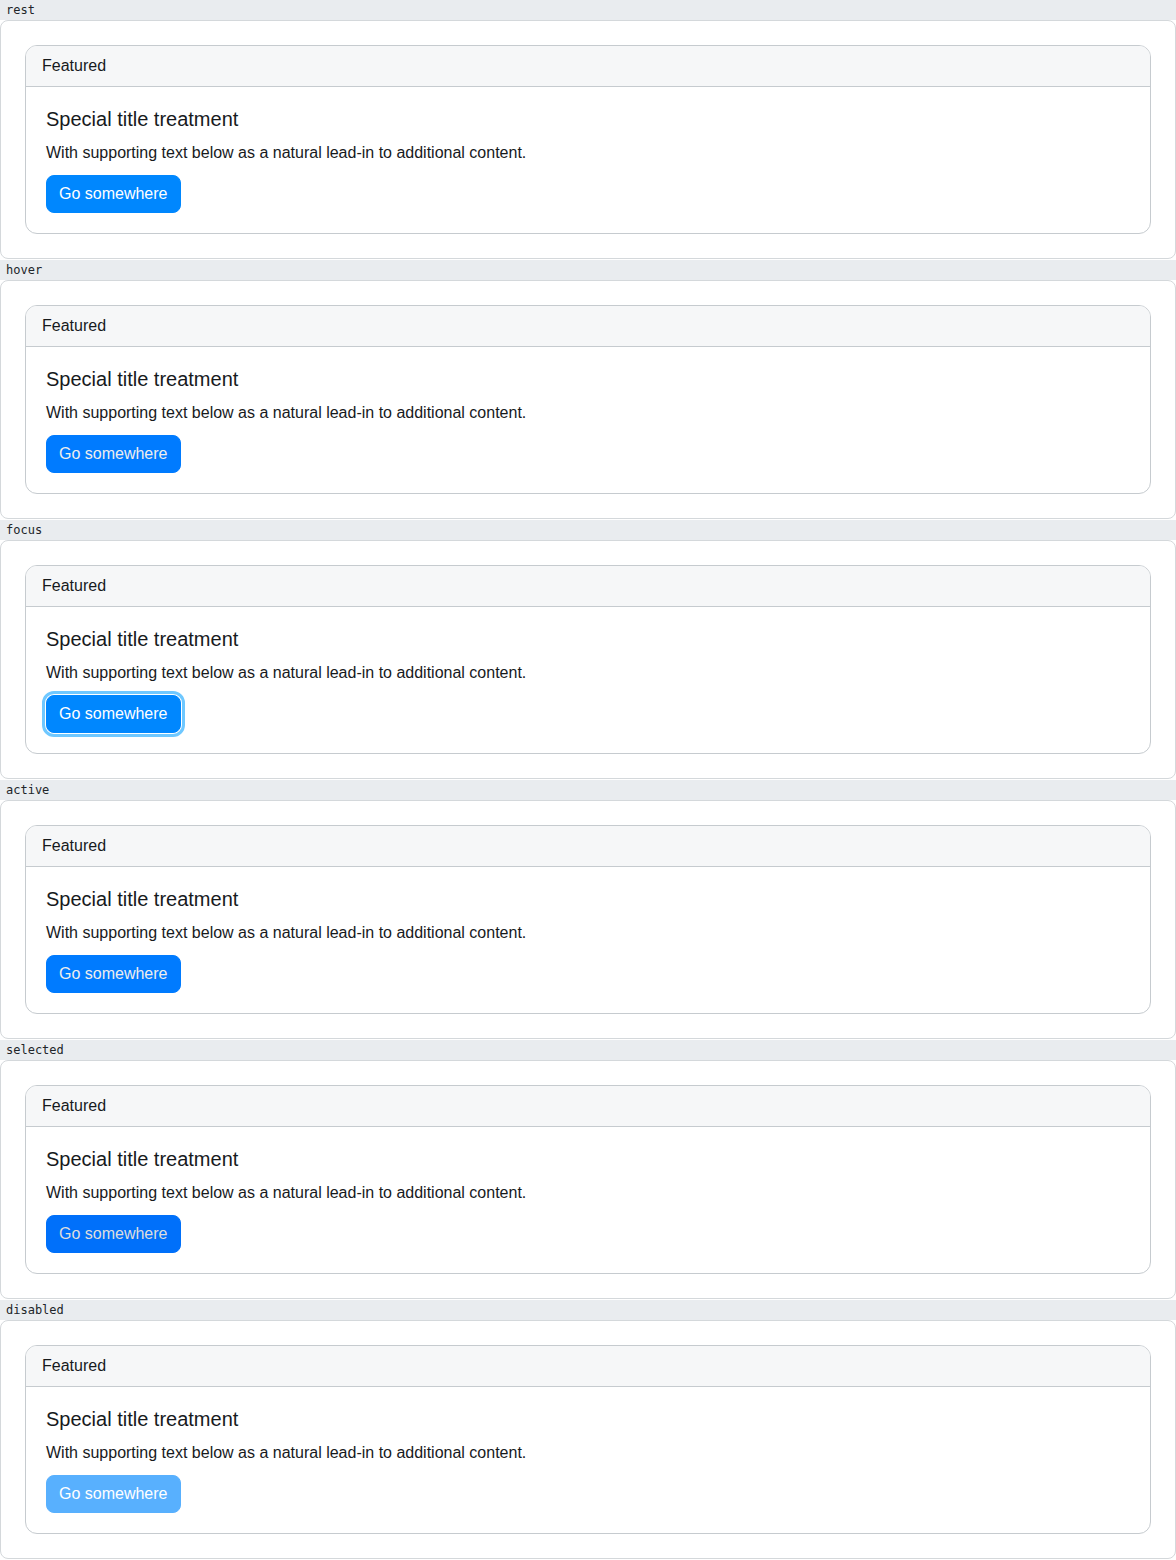 rest
Featured
Special title treatment
With supporting text below as a natural lead-in to additional content.
Go somewhere
hover
Featured
Special title treatment
With supporting text below as a natural lead-in to additional content.
Go somewhere
focus
Featured
Special title treatment
With supporting text below as a natural lead-in to additional content.
Go somewhere
active
Featured
Special title treatment
With supporting text below as a natural lead-in to additional content.
Go somewhere
selected
Featured
Special title treatment
With supporting text below as a natural lead-in to additional content.
Go somewhere
disabled
Featured
Special title treatment
With supporting text below as a natural lead-in to additional content.
Go somewhere